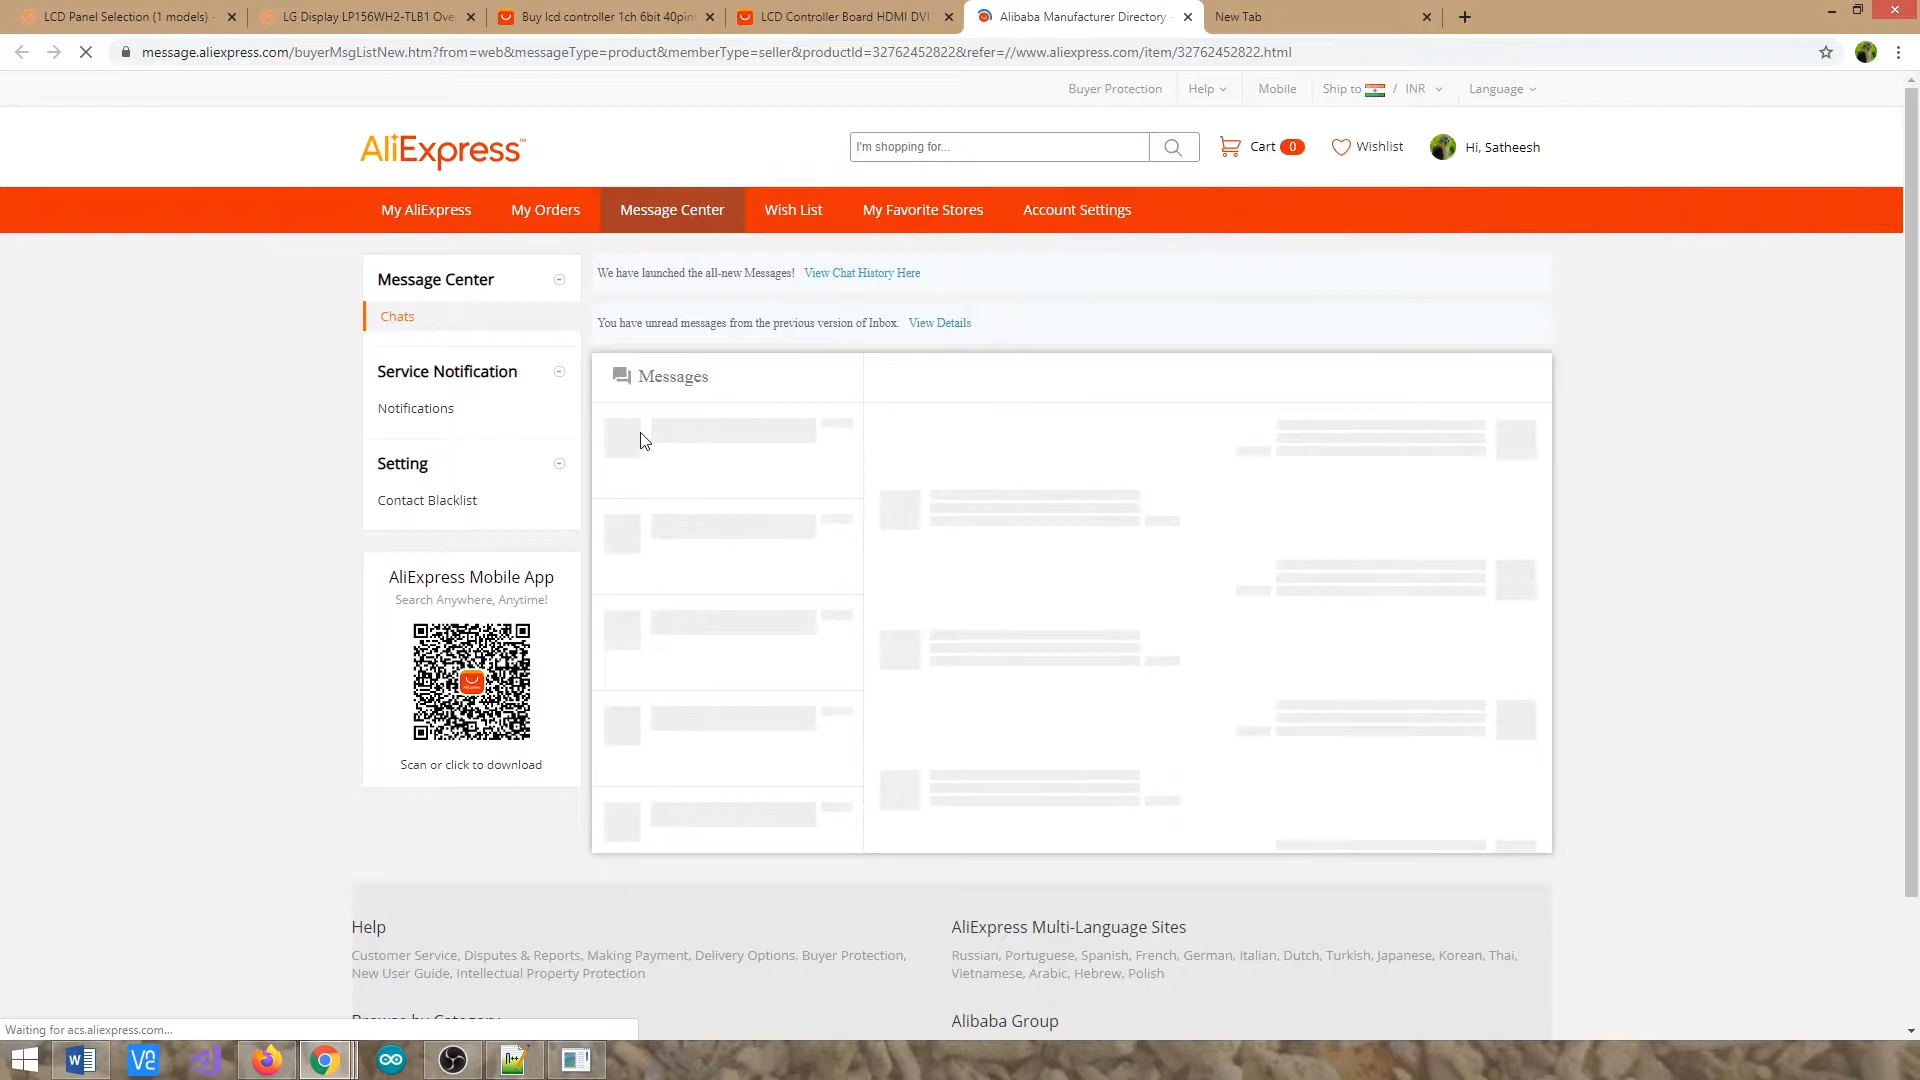 LCD Panel Selection (1 models) -
LG Display LP156WH2-TLB1 Ove
Buy lcd controller 1ch 6bit 40pin
LCD Controller Board HDMI DVI
Alibaba Manufacturer Directory -
New Tab
message.aliexpress.com/buyerMsgListNew.htm?from=web&messageType=product&memberType=seller&productId=32762452822&refer=//www.aliexpress.com/item/32762452822.html
Buyer Protection
Help
Mobile
Ship to / INR
Language
AliExpress™
I'm shopping for...
Cart 0
Wishlist
Hi, Satheesh
My AliExpress
My Orders
Message Center
Wish List
My Favorite Stores
Account Settings
Message Center
Chats
Service Notification
Notifications
Setting
Contact Blacklist
We have launched the all-new Messages! View Chat History Here
You have unread messages from the previous version of Inbox. View Details
Messages
AliExpress Mobile App
Search Anywhere, Anytime!
Scan or click to download
Help
Customer Service, Disputes & Reports, Making Payment, Delivery Options, Buyer Protection,
New User Guide, Intellectual Property Protection
AliExpress Multi-Language Sites
Russian, Portuguese, Spanish, French, German, Italian, Dutch, Turkish, Japanese, Korean, Thai,
Vietnamese, Arabic, Hebrew, Polish
Browse by Category
Alibaba Group
Waiting for acs.aliexpress.com...